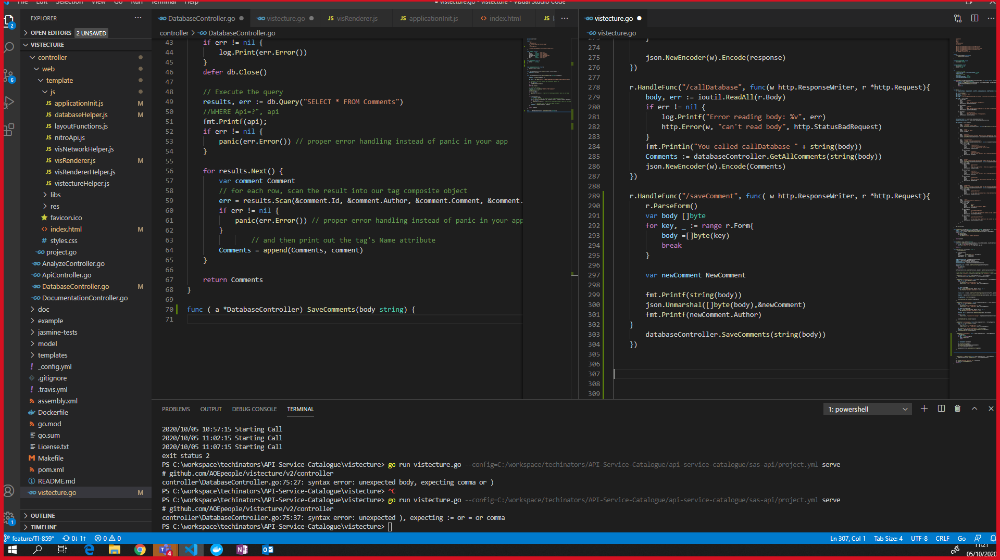 File Edit Selection View Go Run Terminal Help
● vistecture.go - vistecture - Visual Studio Code
EXPLORER
OPEN EDITORS 2 UNSAVED
VISTECTURE
controller
web
template
js
JS applicationInit.js M
JS databaseHelper.js M
JS layoutFunctions.js
JS nitroApi.js
JS visNetworkHelper.js
JS visRenderer.js M
JS visRendererHelper.js
JS vistectureHelper.js
libs
res
favicon.ico
<> index.html M
# styles.css
GO project.go
GO AnalyzeController.go
GO ApiController.go
GO DatabaseController.go M
GO DocumentationController.go
doc
example
jasmine-tests
model
templates
! _config.yml
.gitignore
! .travis.yml
assembly.xml
Dockerfile
go.mod
go.sum
License.txt
M Makefile
pom.xml
README.md
GO vistecture.go M
OUTLINE
TIMELINE
2
6
1
GO DatabaseController.go
GO vistecture.go
JS visRenderer.js
JS applicationInit.js
<> index.html
JS
controller > GO DatabaseController.go
43 if err != nil {
44 log.Print(err.Error())
45 }
46 defer db.Close()
47
48 // Execute the query
49 results, err := db.Query("SELECT * FROM Comments")
50 //WHERE Api=?", api
51 fmt.Printf(api);
52 if err != nil {
53 panic(err.Error()) // proper error handling instead of panic in your app
54 }
55
56 for results.Next() {
57 var comment Comment
58 // for each row, scan the result into our tag composite object
59 err = results.Scan(&comment.Id, &comment.Author, &comment.Comment, &comment.
60 if err != nil {
61 panic(err.Error()) // proper error handling instead of panic in your app
62 }
63 // and then print out the tag's Name attribute
64 Comments = append(Comments, comment)
65 }
66
67 return Comments
68 }
69
70 func ( a *DatabaseController) SaveComments(body string) {
71
GO vistecture.go
GO vistecture.go
273 }
274
275 json.NewEncoder(w).Encode(response)
276 })
277
278 r.HandleFunc("/callDatabase", func(w http.ResponseWriter, r *http.Request){
279 body, err := ioutil.ReadAll(r.Body)
280 if err != nil {
281 log.Printf("Error reading body: %v", err)
282 http.Error(w, "can't read body", http.StatusBadRequest)
283 }
284 fmt.Println("You called callDatabase " + string(body))
285 Comments := databaseController.GetAllComments(string(body))
286 json.NewEncoder(w).Encode(Comments)
287 })
288
289 r.HandleFunc("/saveComment", func( w http.ResponseWriter, r *http.Request){
290 r.ParseForm()
291 var body []byte
292 for key, _ := range r.Form{
293 body =[]byte(key)
294 break
295 }
296
297 var newComment NewComment
298
299 fmt.Printf(string(body))
300 json.Unmarshal([]byte(body),&newComment)
301 fmt.Printf(newComment.Author)
302 }
303 databaseController.SaveComments(string(body))
304 })
305
306
307
308
309
PROBLEMS OUTPUT DEBUG CONSOLE TERMINAL
1: powershell
2020/10/05 10:57:15 Starting Call
2020/10/05 11:02:15 Starting Call
2020/10/05 11:07:15 Starting Call
exit status 2
PS C:\workspace\techinators\API-Service-Catalogue\vistecture> go run vistecture.go --config=C:/workspace/techinators/API-Service-Catalogue/api-service-catalogue/sas-api/project.yml serve
# github.com/AOEpeople/vistecture/v2/controller
controller\DatabaseController.go:75:27: syntax error: unexpected body, expecting comma or )
PS C:\workspace\techinators\API-Service-Catalogue\vistecture> ^C
PS C:\workspace\techinators\API-Service-Catalogue\vistecture> go run vistecture.go --config=C:/workspace/techinators/API-Service-Catalogue/api-service-catalogue/sas-api/project.yml serve
# github.com/AOEpeople/vistecture/v2/controller
controller\DatabaseController.go:75:37: syntax error: unexpected ), expecting := or = or comma
PS C:\workspace\techinators\API-Service-Catalogue\vistecture>
feature/TI-859* 0↓ 1↑ 0 0
Ln 307, Col 1 Tab Size: 4 UTF-8 CRLF Go
4
11:21
05/10/2020